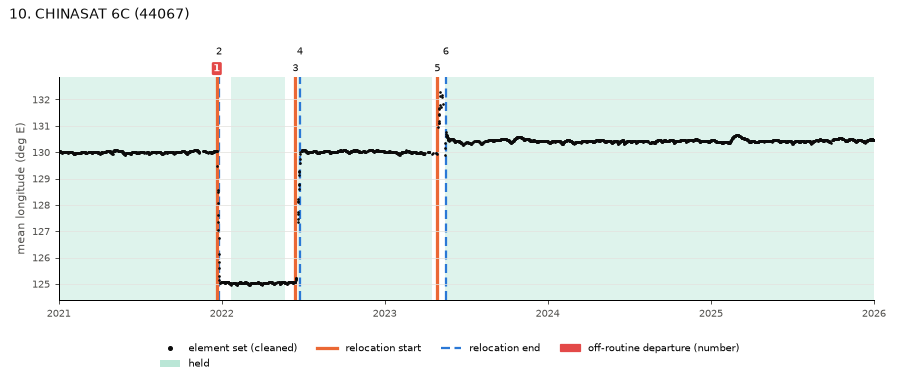 10. CHINASAT 6C (44067)
2 4 6
1 3 5
mean longitude (deg E)
132
131
130
129
128
127
126
125
2021 2022 2023 2024 2025 2026
element set (cleaned) relocation start relocation end off-routine departure (number)
held